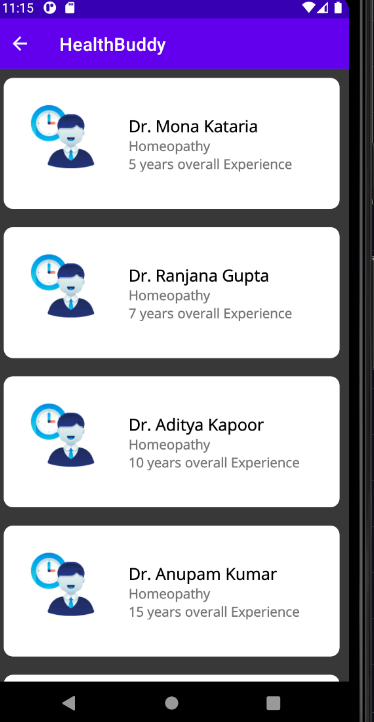 11:15
HealthBuddy
Dr. Mona Kataria
Homeopathy
5 years overall Experience
Dr. Ranjana Gupta
Homeopathy
7 years overall Experience
Dr. Aditya Kapoor
Homeopathy
10 years overall Experience
Dr. Anupam Kumar
Homeopathy
15 years overall Experience